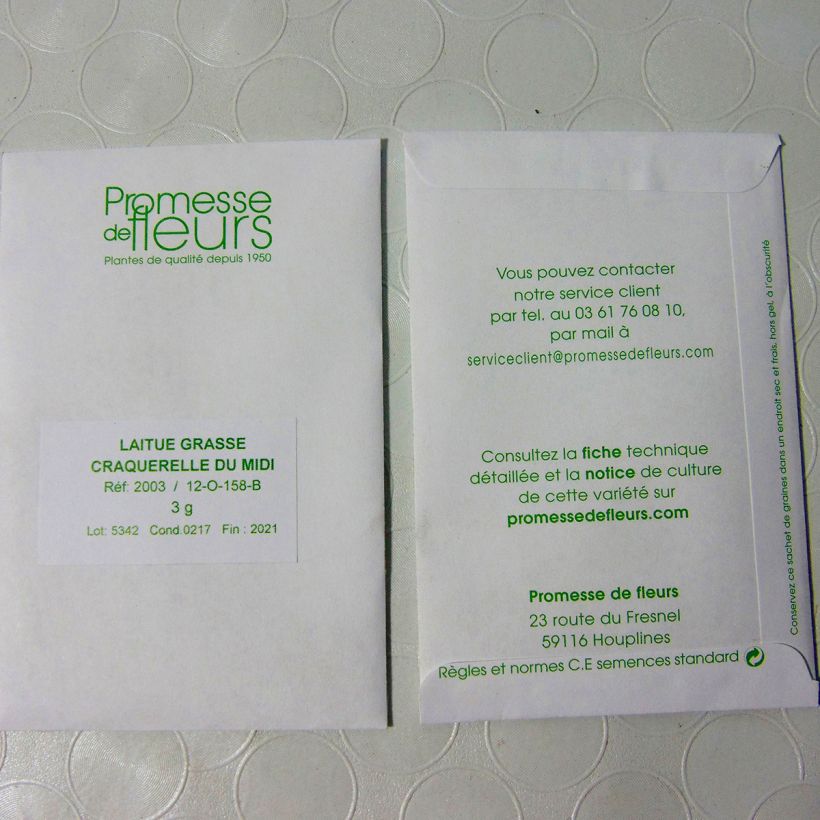 Promesse
de fleurs
Plantes de qualité depuis 1950
LAITUE GRASSE
CRAQUERELLE DU MIDI
Réf: 2003 / 12-O-158-B
3 g
Lot: 5342 Cond.0217 Fin : 2021
Vous pouvez contacter
notre service client
par tel. au 03 61 76 08 10,
par mail à
serviceclient@promessedefleurs.com
Consultez la fiche technique
détaillée et la notice de culture
de cette variété sur
promessedefleurs.com
Promesse de fleurs
23 route du Fresnel
59116 Houplines
Règles et normes C.E semences standard
Conservez ce sachet de graines dans un endroit sec et frais, hors gel, à l'obscurité